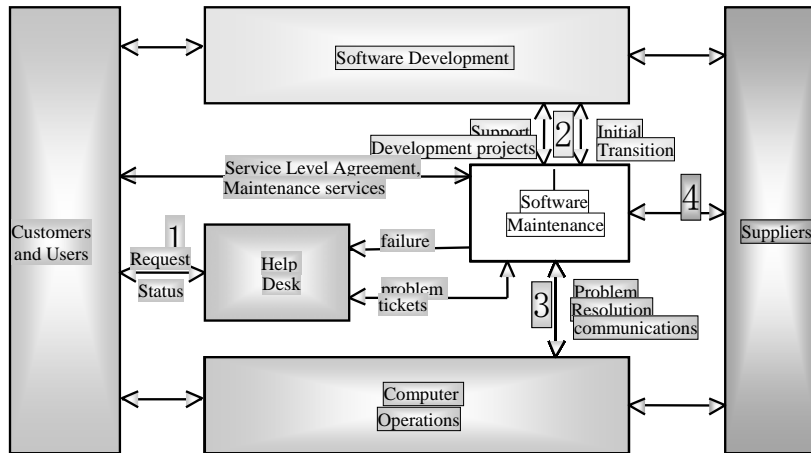 Software Development
Support
Development projects
2
Initial
Transition
Service Level Agreement,
Maintenance services
Software
Maintenance
4
Customers
and Users
Suppliers
1
Request
Status
Help
Desk
failure
problem
tickets
3
Problem
Resolution
communications
Computer
Operations